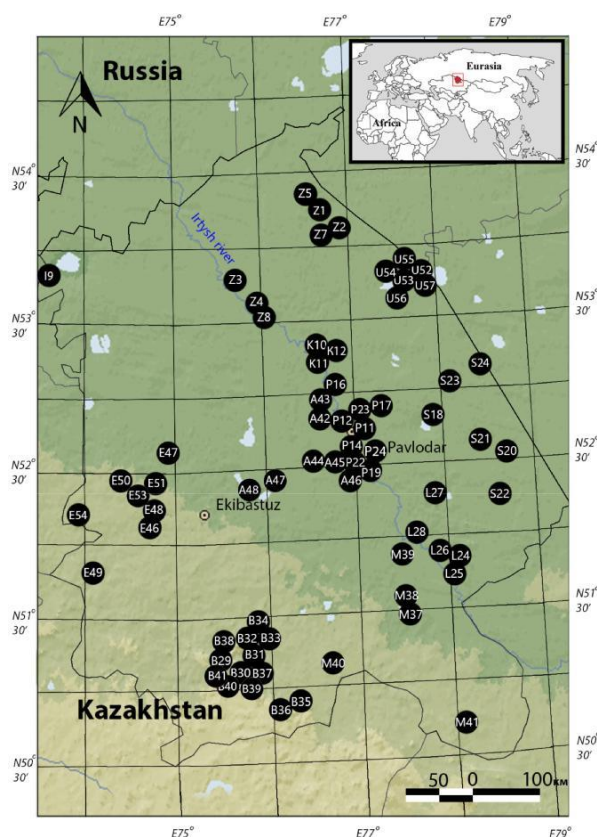 E75° E77° E79°
Russia
Eurasia
Africa
N
N54°
30'
N54°
30'
Z5
Z1
Irtysh river
Z7 Z2
U55
I9
Z3
U54 U52
U53
U57
U56
Z4
N53°
30'
N53°
30'
Z8
K10 K12
K11
S24
P16
S23
A43
P23 P17
A42 P12
S18
P11
S21
P14
P24 Pavlodar
S20
N52°
30'
N52°
30'
E47
A44 A45 P22
P19
E50 E51
A48 A47
A46
E53
L27
S22
E48
Ekibastuz
E54
E46
L28
M39
L26 L24
E49
L25
M38
N51°
30'
N51°
30'
B34
M37
B38 B32 B33
B29 B31
M40
B41 B30 B37
B40 B39
B35
Kazakhstan
B36
M41
N50°
30'
N50°
30'
50 0 100км
E75° E77° E79°